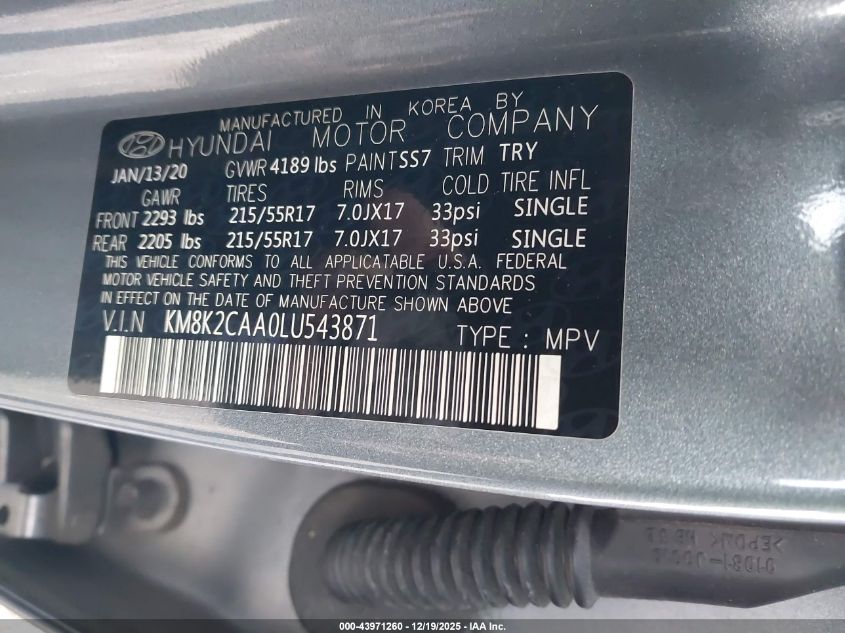 MANUFACTURED IN KOREA BY
HYUNDAI MOTOR COMPANY
JAN/13/20 GVWR 4189 lbs PAINT SS7 TRIM TRY
GAWR TIRES RIMS COLD TIRE INFL
FRONT 2293 lbs 215/55R17 7.0JX17 33psi SINGLE
REAR 2205 lbs 215/55R17 7.0JX17 33psi SINGLE
THIS VEHICLE CONFORMS TO ALL APPLICATABLE U.S.A. FEDERAL
MOTOR VEHICLE SAFETY AND THEFT PREVENTION STANDARDS
IN EFFECT ON THE DATE OF MANUFACTURE SHOWN ABOVE
V.I.N KM8K2CAA0LU543871 TYPE : MPV
>EPDM<
000-43971260 - 12/19/2025 - IAA Inc.